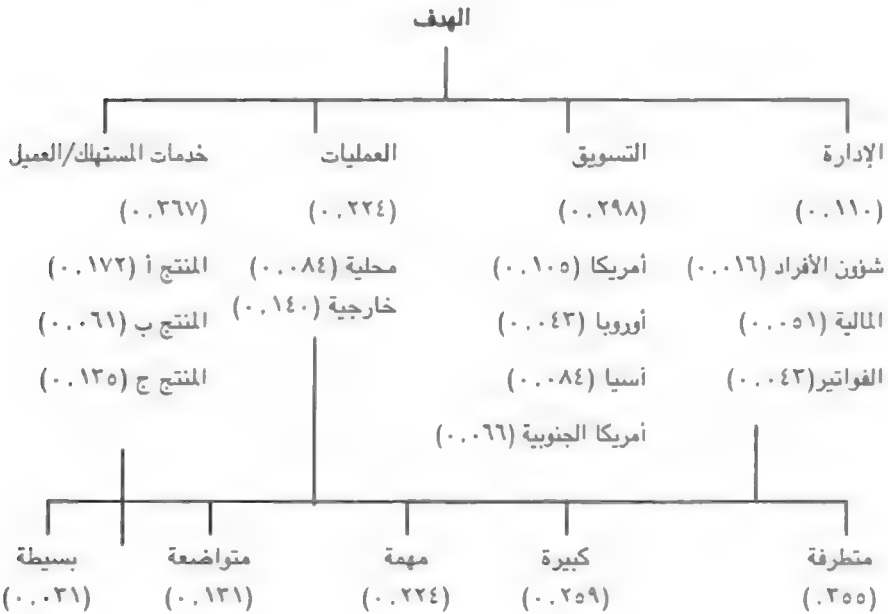 الهدف
الإدارة التسويق العمليات خدمات المستهلك/العميل
(٠.١١٠) (٠.٢٩٨) (٠.٢٢٤) (٠.٣٦٧)
شؤون الأفراد (٠.٠١٦) أمريكا (٠.١٠٥) محلية (٠.٠٨٤) المنتج أ (٠.١٧٢)
المالية (٠.٠٥١) أوروبا (٠.٠٤٣) خارجية (٠.١٤٠) المنتج ب (٠.٠٦١)
الفواتير(٠.٠٤٣) أسيا (٠.٠٨٤) المنتج ج (٠.١٣٥)
أمريكا الجنوبية (٠.٠٦٦)
متطرفة كبيرة مهمة متواضعة بسيطة
(.٣٥٥) (٠.٢٥٩) (٠.٢٢٤) (٠.١٣١) (٠.٠٣١)